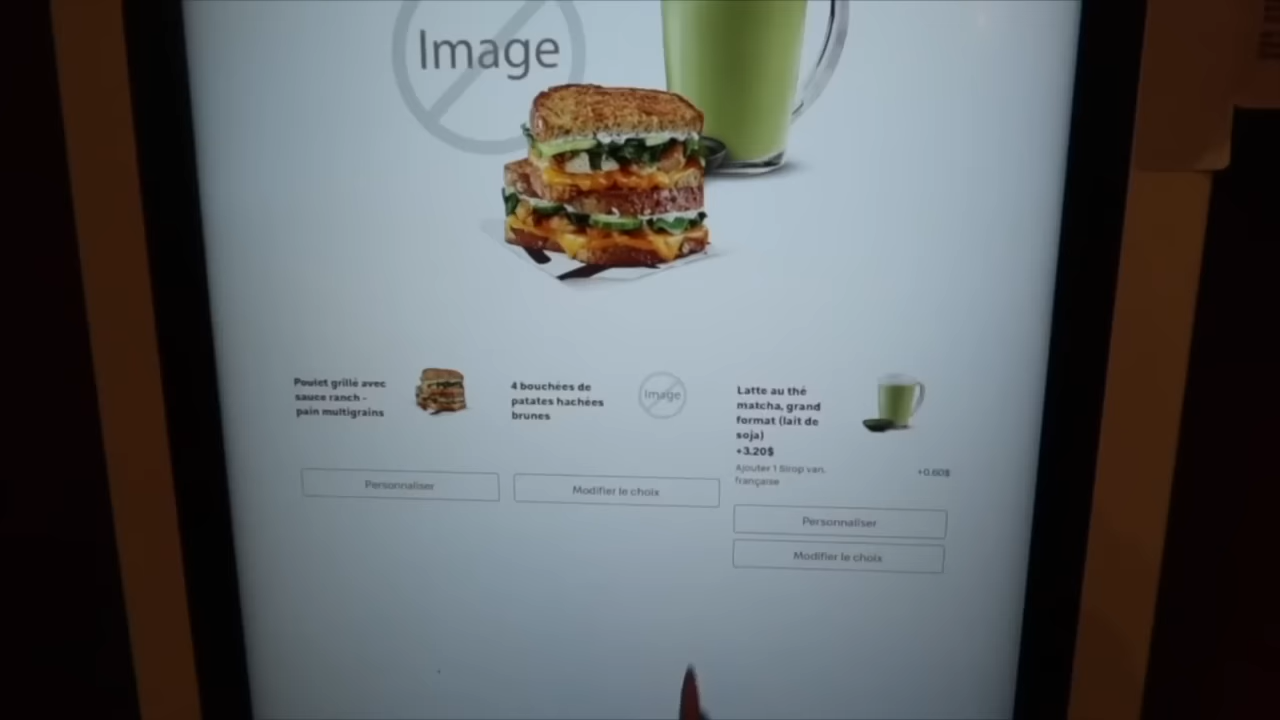 Image
Poulet grillé avec
sauce ranch -
pain multigrains
4 bouchées de
patates hachées
brunes
Image
Latte au thé
matcha, grand
format (lait de
soja)
+3.20$
Ajouter 1 Sirop van.
française
+0.60$
Personnaliser
Modifier le choix
Personnaliser
Modifier le choix